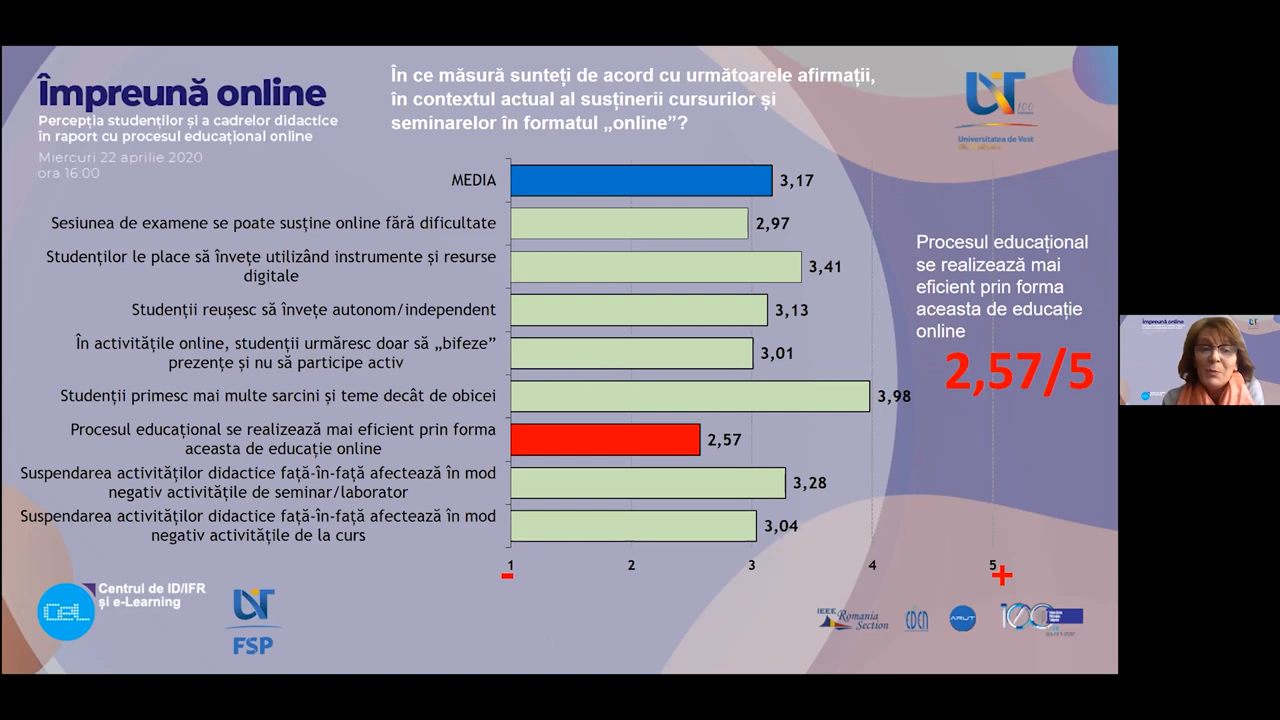 Împreună online
Percepția studenților și a cadrelor didactice
în raport cu procesul educațional online
Miercuri 22 aprilie 2020
ora 16:00
În ce măsură sunteți de acord cu următoarele afirmații,
în contextul actual al susținerii cursurilor și
seminarelor în formatul „online”?
UVT
Universitatea de Vest
MEDIA
3,17
Sesiunea de examene se poate susține online fără dificultate
2,97
Studenților le place să învețe utilizând instrumente și resurse
digitale
3,41
Studenții reușesc să învețe autonom/independent
3,13
În activitățile online, studenții urmăresc doar să „bifeze”
prezențe și nu să participe activ
3,01
Studenții primesc mai multe sarcini și teme decât de obicei
3,98
Procesul educațional se realizează mai eficient prin forma
aceasta de educație online
2,57
Suspendarea activităților didactice față-în-față afectează în mod
negativ activitățile de seminar/laborator
3,28
Suspendarea activităților didactice față-în-față afectează în mod
negativ activitățile de la curs
3,04
1 2 3 4 5
- +
Procesul educațional
se realizează mai
eficient prin forma
aceasta de educație
online
2,57/5
Împreună online
Centrul de ID/IFR
și e-Learning
CeL
UVT
FSP
IEEE
Romania
Section
EDEN
ARUT
100